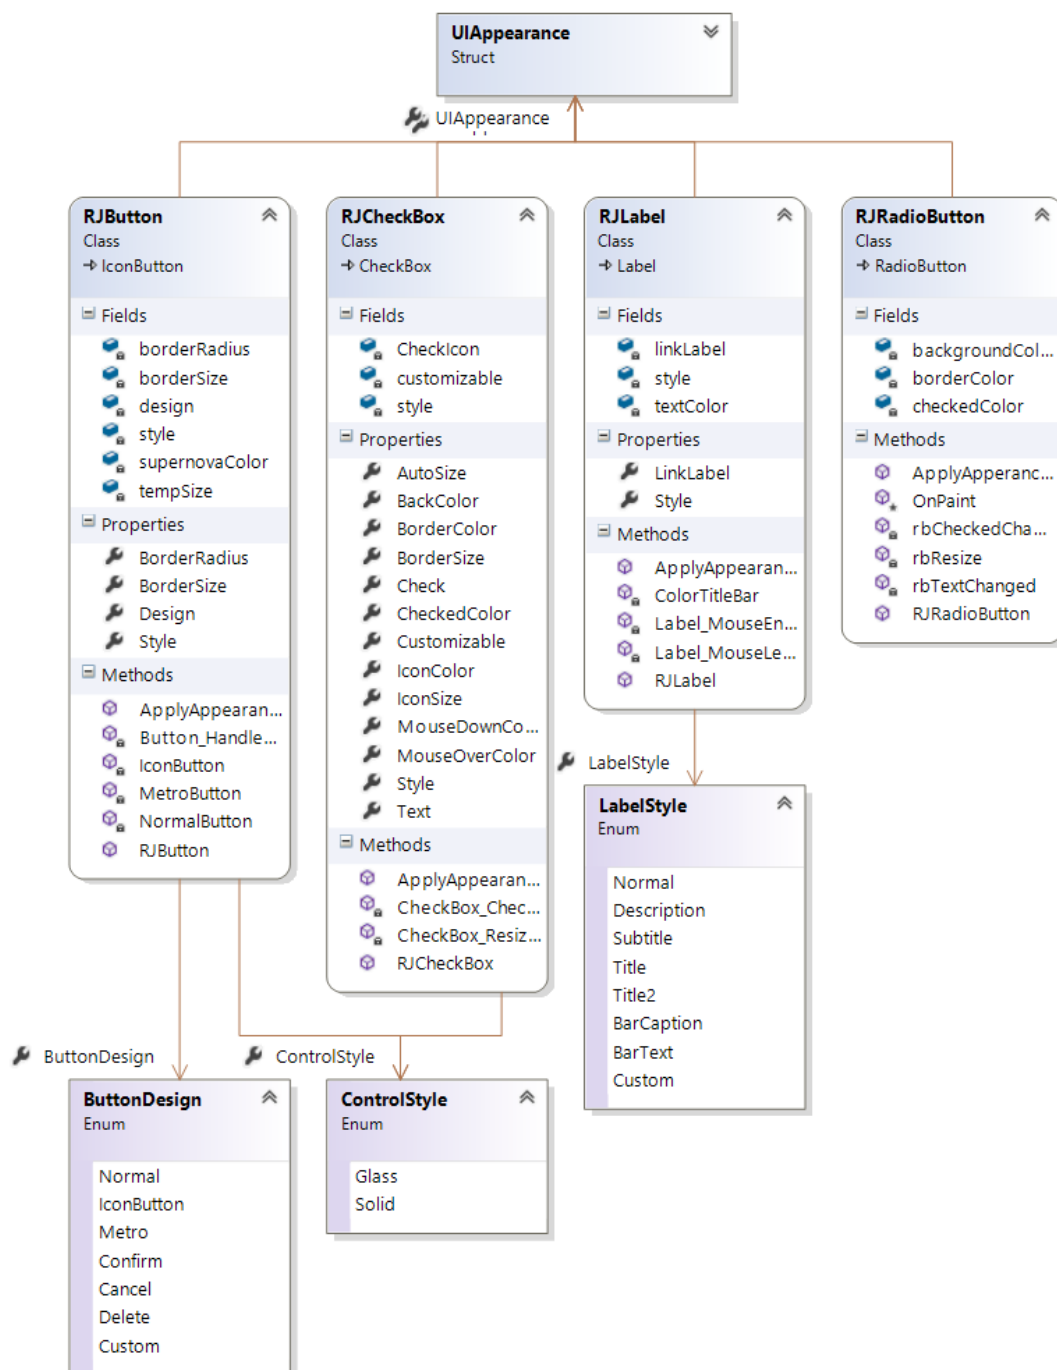 UIAppearance
Struct
UIAppearance
RJButton
Class
IconButton
Fields
borderRadius
borderSize
design
style
supernovaColor
tempSize
Properties
BorderRadius
BorderSize
Design
Style
Methods
ApplyAppearan...
Button_Handle...
IconButton
MetroButton
NormalButton
RJButton
RJCheckBox
Class
CheckBox
Fields
CheckIcon
customizable
style
Properties
AutoSize
BackColor
BorderColor
BorderSize
Check
CheckedColor
Customizable
IconColor
IconSize
MouseDownCo...
MouseOverColor
Style
Text
Methods
ApplyAppearan...
CheckBox_Chec...
CheckBox_Resiz...
RJCheckBox
RJLabel
Class
Label
Fields
linkLabel
style
textColor
Properties
LinkLabel
Style
Methods
ApplyAppearan...
ColorTitleBar
Label_MouseEn...
Label_MouseLe...
RJLabel
RJRadioButton
Class
RadioButton
Fields
backgroundCol...
borderColor
checkedColor
Methods
ApplyApperanc...
OnPaint
rbCheckedCha...
rbResize
rbTextChanged
RJRadioButton
LabelStyle
LabelStyle
Enum
Normal
Description
Subtitle
Title
Title2
BarCaption
BarText
Custom
ButtonDesign
ButtonDesign
Enum
Normal
IconButton
Metro
Confirm
Cancel
Delete
Custom
ControlStyle
ControlStyle
Enum
Glass
Solid